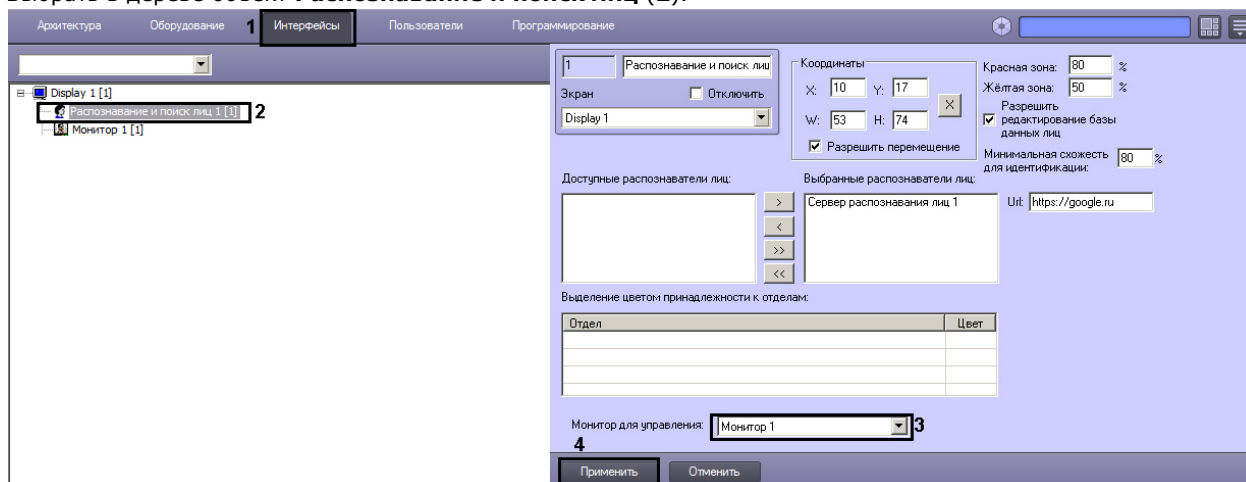 Выбрать в дереве объект Распознавание и поиск лиц (2).
Архитектура Оборудование 1 Интерфейсы Пользователи Программирование
Display 1 [1]
Распознавание и поиск лиц 1 [1] 2
Монитор 1 [1]
1 Распознавание и поиск лиц
Экран Отключить
Display 1
Координаты
X: 10 Y: 17
W: 53 H: 74
X
Разрешить перемещение
Красная зона: 80 %
Жёлтая зона: 50 %
Разрешить
редактирование базы
данных лиц
Минимальная схожесть 80 %
для идентификации:
Доступные распознаватели лиц: Выбранные распознаватели лиц:
Сервер распознавания лиц 1
>
<
>>
<<
Url: https://google.ru
Выделение цветом принадлежности к отделам:
Отдел Цвет
Монитор для управления: Монитор 1 3
4
Применить Отменить